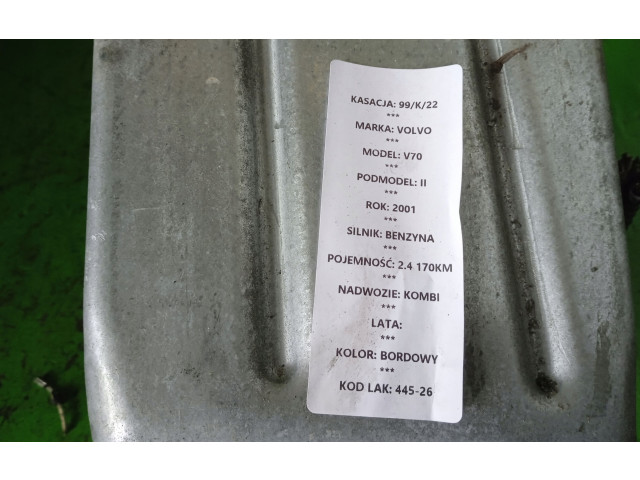 KASACJA: 99/K/22
***
MARKA: VOLVO
***
MODEL: V70
***
PODMODEL: II
***
ROK: 2001
***
SILNIK: BENZYNA
***
POJEMNOŚĆ: 2.4 170KM
***
NADWOZIE: KOMBI
***
LATA:
***
KOLOR: BORDOWY
***
KOD LAK: 445-26